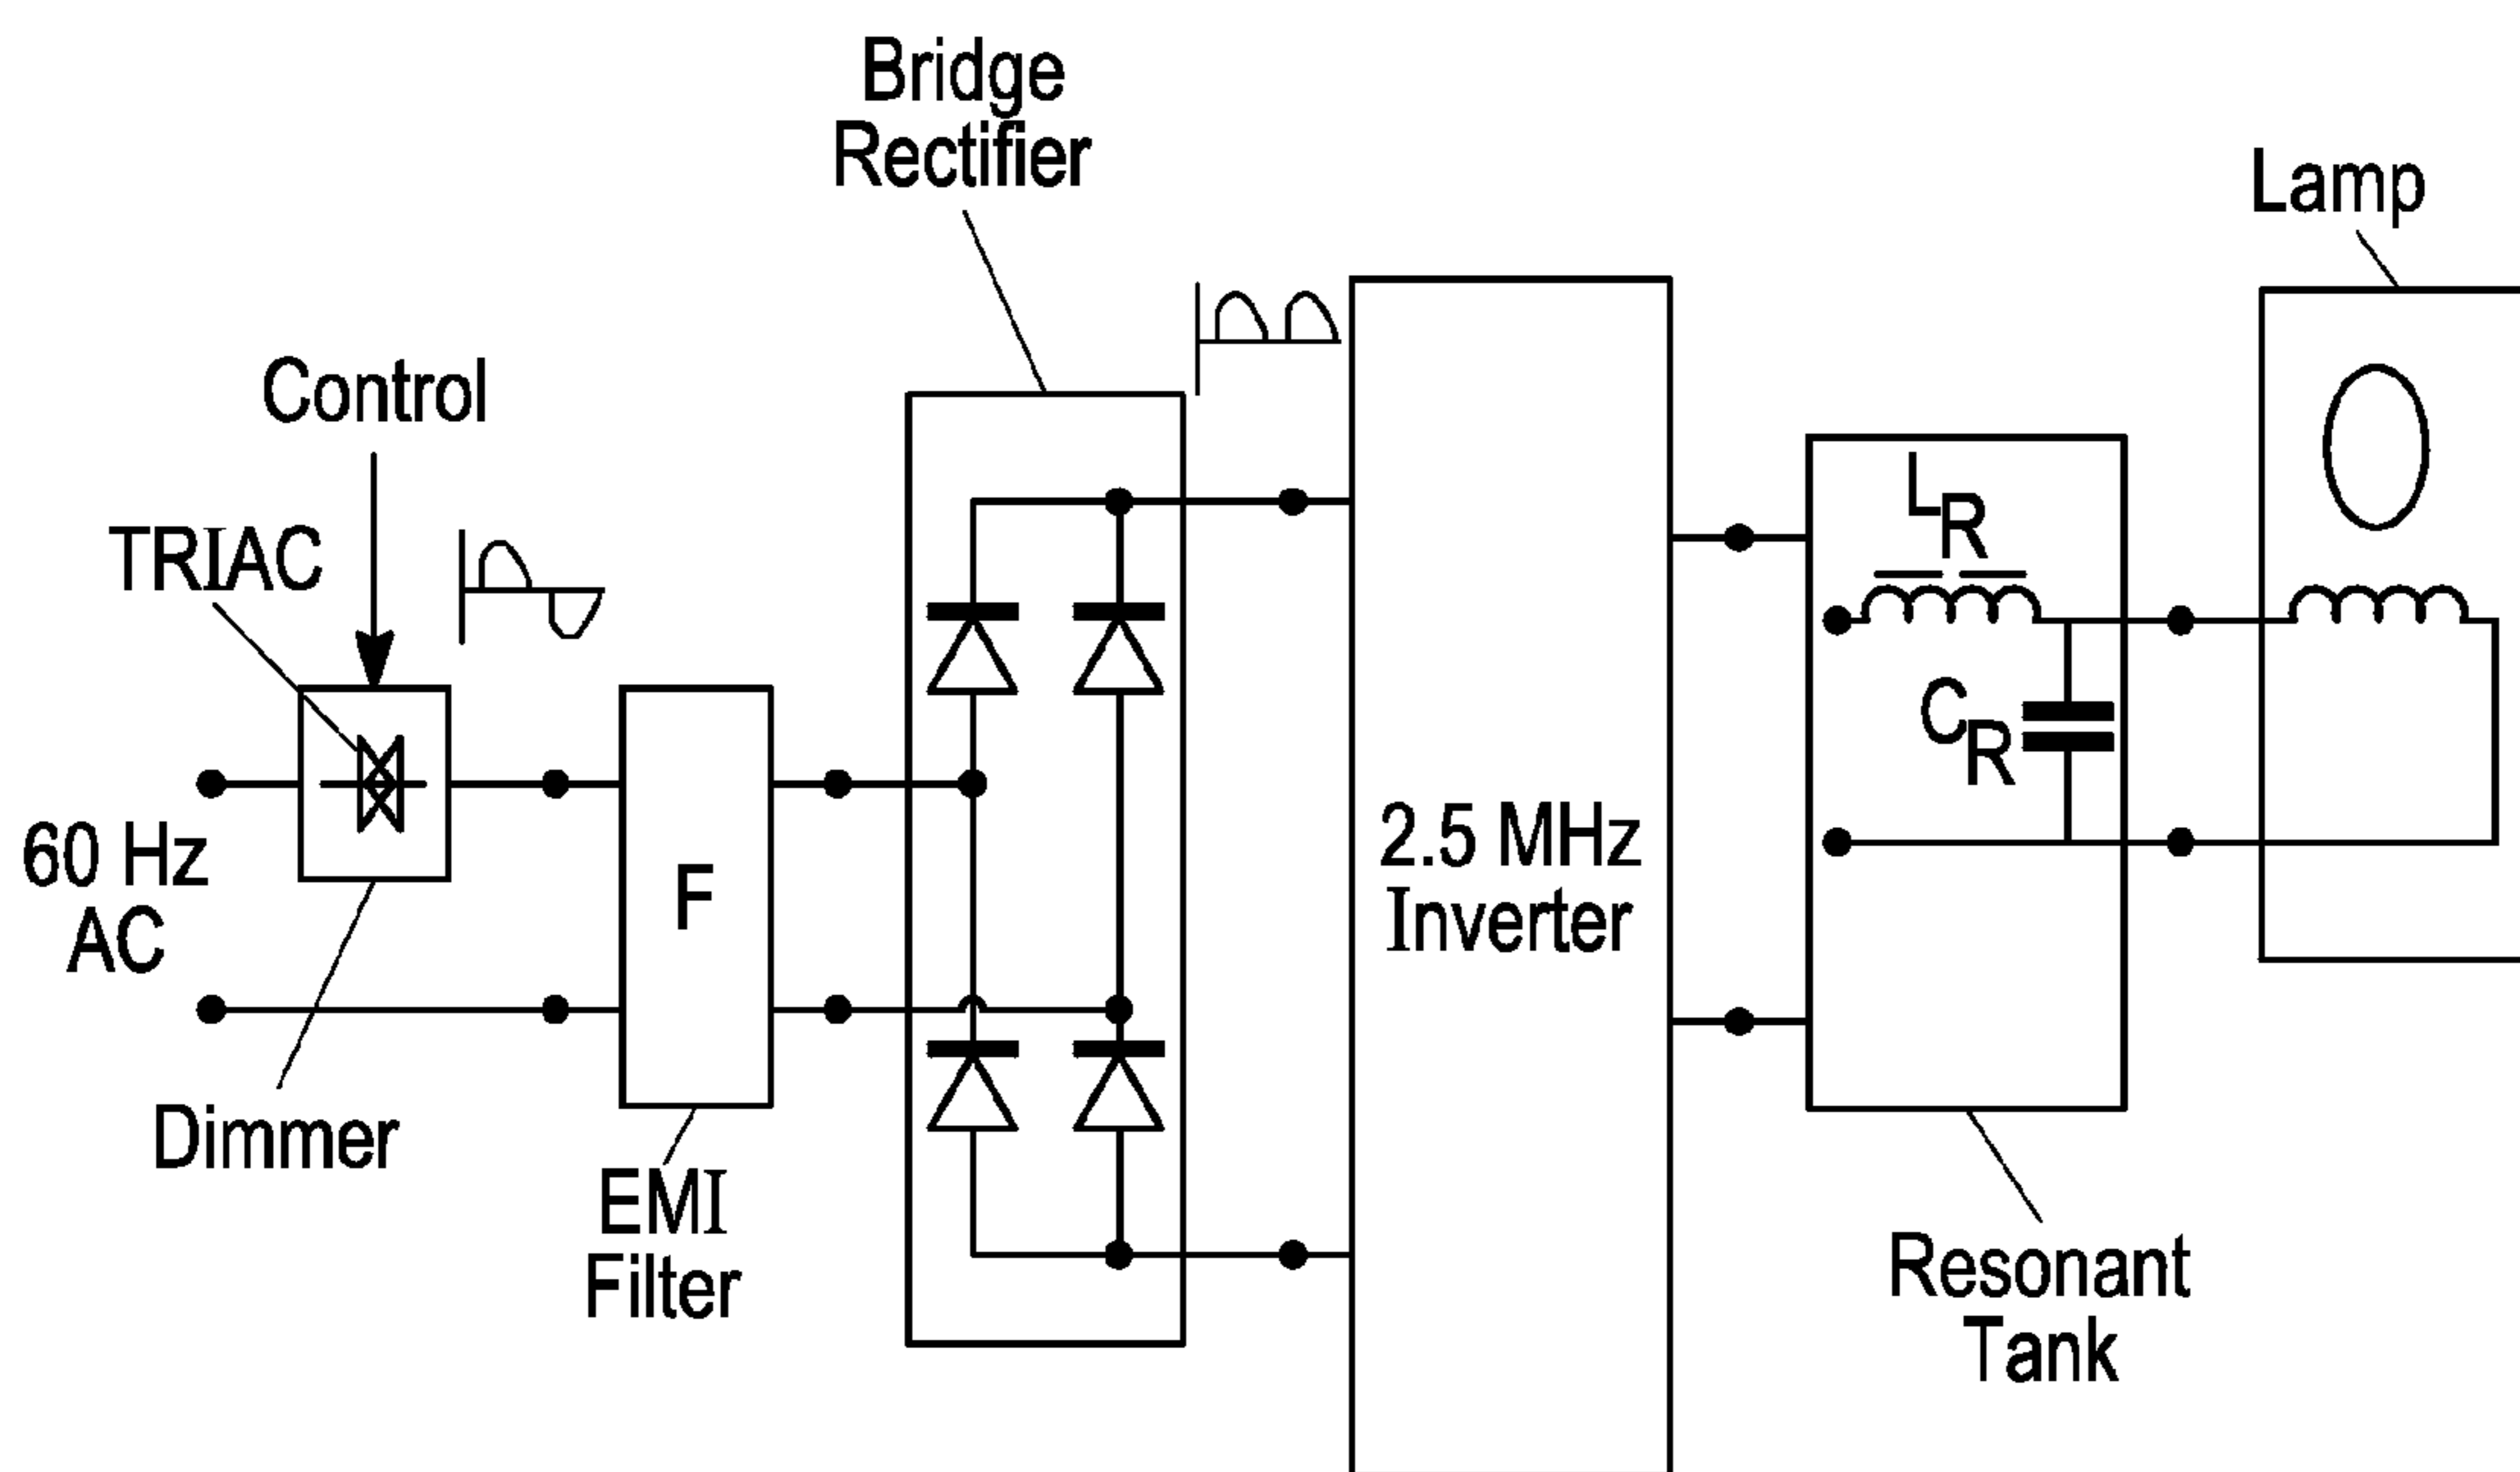 Bridge
Rectifier
Lamp
Control
TRIAC
L
R
C
R
60 Hz
AC
F
2.5 MHz
Inverter
Dimmer
EMI
Filter
Resonant
Tank